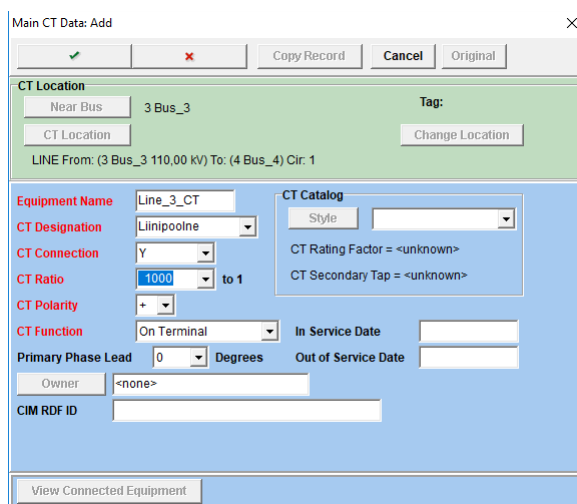 Main CT Data: Add
Copy Record Cancel Original
CT Location
Near Bus 3 Bus_3 Tag:
CT Location Change Location
LINE From: (3 Bus_3 110,00 kV) To: (4 Bus_4) Cir: 1
Equipment Name Line_3_CT CT Catalog
CT Designation Liinipoolne Style
CT Connection Y CT Rating Factor = <unknown>
CT Ratio 1000 to 1 CT Secondary Tap = <unknown>
CT Polarity +
CT Function On Terminal In Service Date
Primary Phase Lead 0 Degrees Out of Service Date
Owner <none>
CIM RDF ID
View Connected Equipment